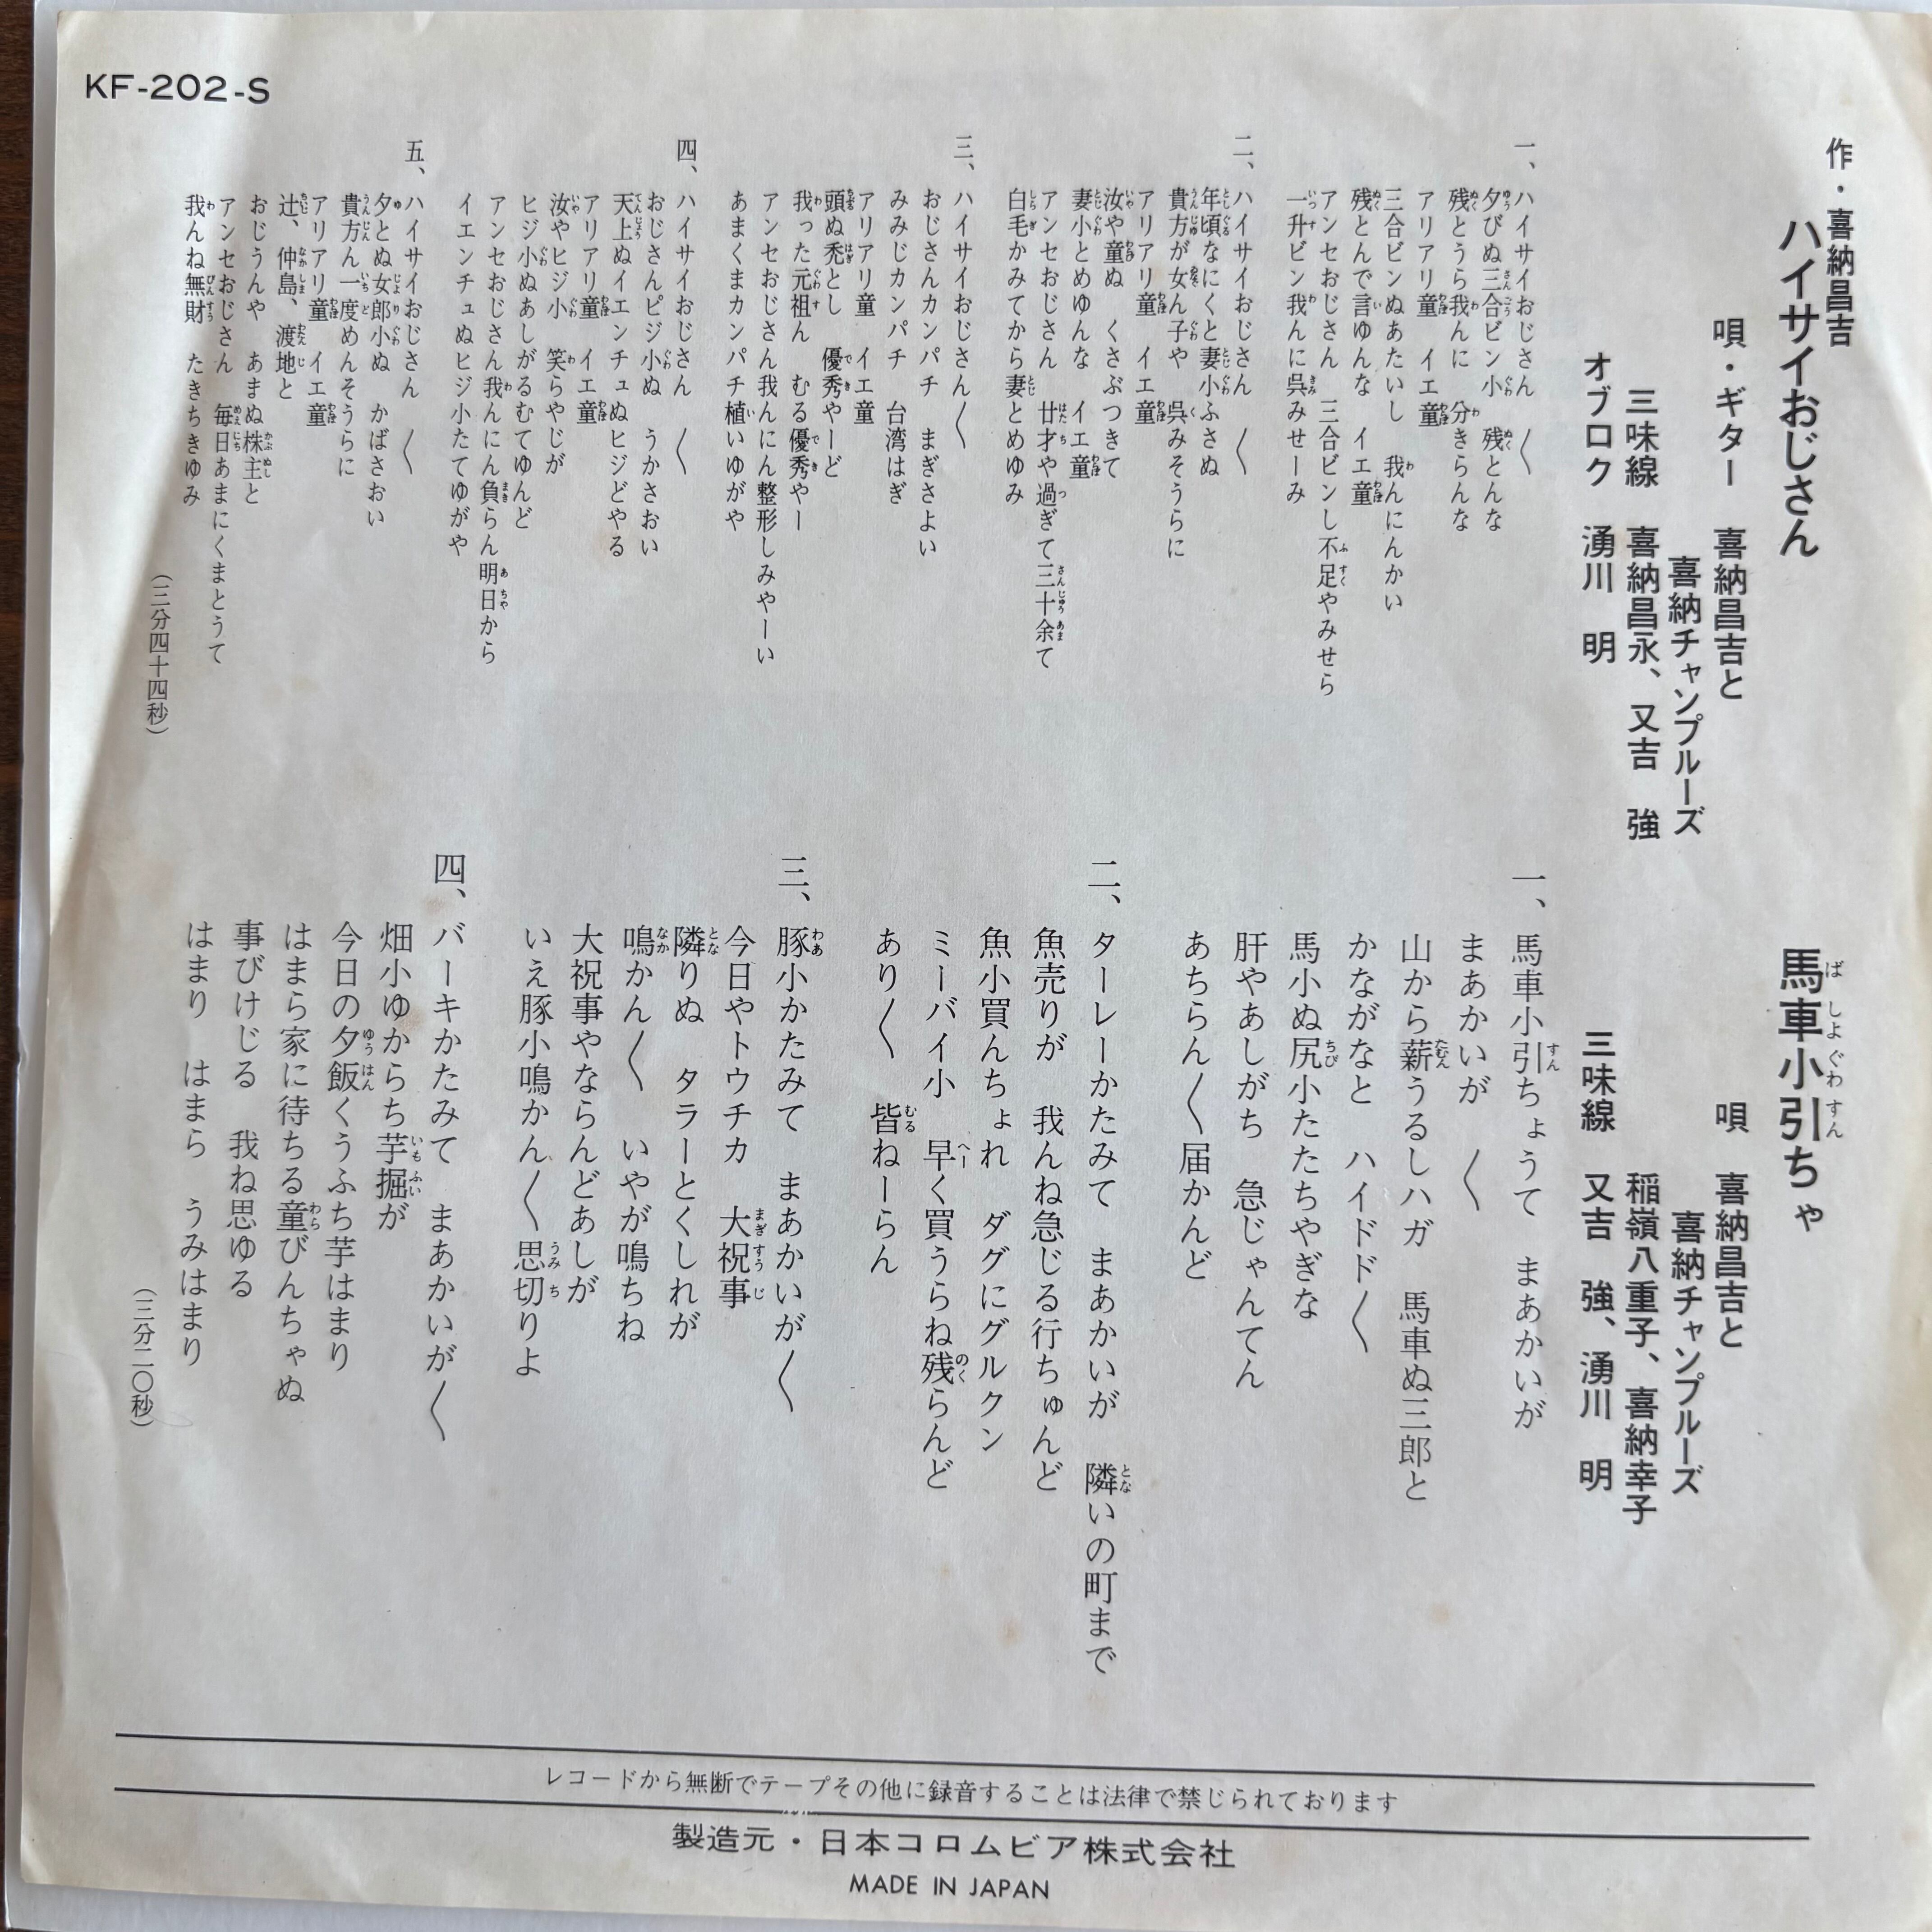 KF-202-S
作・喜納昌吉
ハイサイおじさん
唄・ギター 喜納昌吉と
喜納チャンプルーズ
三味線 喜納昌永、又吉 強
オブロク 湧川 明
一、ハイサイおじさん 〱
夕びぬ三合ビン小 残とんな
残とうら我んに 分きらんな
アリアリ童 イエ童
三合ビンぬあたいし 我んにんかい
残とんで言ゆんな イエ童
アンセおじさん 三合ビンし不足やみせら
一升ビン我んに呉みせーみ
二、ハイサイおじさん 〱
年頃なにくと妻小ふさぬ
貴方が女ん子や 呉みそうらに
アリアリ童 イエ童
汝や童ぬ くさぶつきて
妻小とめゆんな イエ童
アンセおじさん 廿才や過ぎて三十余て
白毛かみてから妻とめゆみ
三、ハイサイおじさん〱
おじさんカンパチ まぎさよい
みみじカンパチ 台湾はぎ
アリアリ童 イエ童
頭ぬ禿とし 優秀やーど
我った元祖ん むる優秀やー
アンセおじさん我んにん整形しみやーい
あまくまカンパチ植いゆがや
四、ハイサイおじさん 〱
おじさんピジ小ぬ うかさおい
天上ぬイエンチュぬヒジどやる
アリアリ童 イエ童
汝やヒジ小 笑らやじが
ヒジ小ぬあしがるむてゆんど
アンセおじさん我んにん負らん明日から
イエンチュぬヒジ小たてゆがや
五、ハイサイおじさん 〱
夕とぬ女郎小ぬ かばさおい
貴方ん一度めんそうらに
アリアリ童 イエ童
辻、仲島、渡地と
おじうんや あまぬ株主と
アンセおじさん 毎日あまにくまとうて
我んね無財 たきちきゆみ
(三分四十四秒)
馬車小引ちゃ
唄 喜納昌吉と
喜納チャンプルーズ
稲嶺八重子、喜納幸子
三味線 又吉 強、湧川 明
一、馬車小引ちょうて まあかいが
まあかいが 〱
山から薪うるしハガ 馬車ぬ三郎と
かながなと ハイドド〱
馬小ぬ尻小たたちやぎな
肝やあしがち 急じゃんてん
あちらん〱届かんど
二、ターレーかたみて まあかいが 隣いの町まで
魚売りが 我んね急じる行ちゅんど
魚小買んちょれ ダグにグルクン
ミーバイ小 早く買うらね残らんど
あり〱 皆ねーらん
三、豚小かたみて まあかいが〱
今日やトウチカ 大祝事
隣りぬ タラーとくしれが
鳴かん〱 いやが鳴ちね
大祝事やならんどあしが
いえ豚小鳴かん〱思切りよ
四、バーキかたみて まあかいが〱
畑小ゆからち芋掘が
今日の夕飯くうふち芋はまり
はまら家に待ちる童びんちゃぬ
事びけじる 我ね思ゆる
はまり はまら うみはまり
(三分二〇秒)
レコードから無断でテープその他に録音することは法律で禁じられております
製造元・日本コロムビア株式会社
MADE IN JAPAN